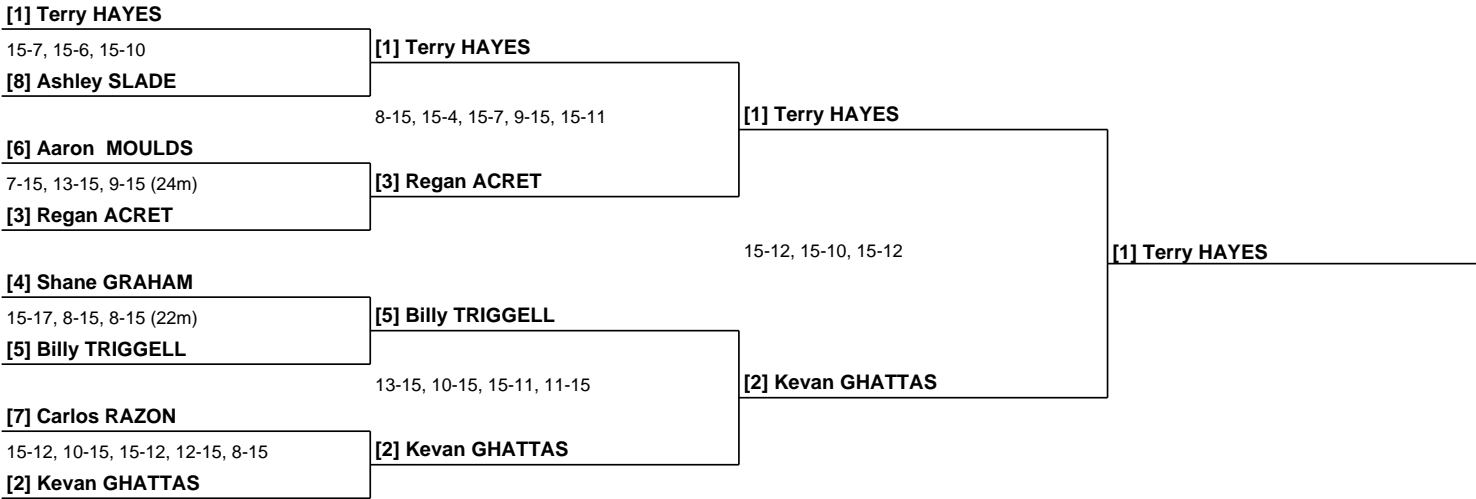 [1] Terry HAYES
15-7, 15-6, 15-10
[8] Ashley SLADE
[6] Aaron  MOULDS
7-15, 13-15, 9-15 (24m)
[3] Regan ACRET
[4] Shane GRAHAM
15-17, 8-15, 8-15 (22m)
[5] Billy TRIGGELL
[7] Carlos RAZON
15-12, 10-15, 15-12, 12-15, 8-15
[2] Kevan GHATTAS
[1] Terry HAYES
8-15, 15-4, 15-7, 9-15, 15-11
[3] Regan ACRET
[5] Billy TRIGGELL
13-15, 10-15, 15-11, 11-15
[2] Kevan GHATTAS
[1] Terry HAYES
15-12, 15-10, 15-12
[2] Kevan GHATTAS
[1] Terry HAYES